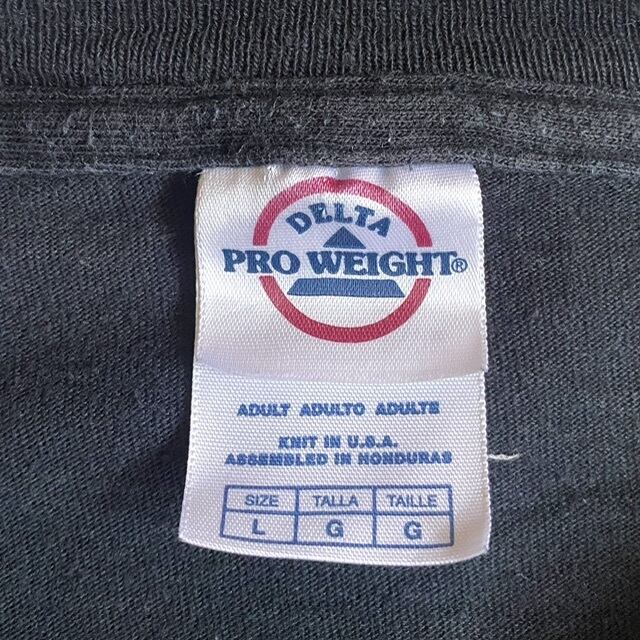 DELTA
PRO WEIGHT®
ADULT ADULTO ADULTE
KNIT IN U.S.A.
ASSEMBLED IN HONDURAS
SIZE TALLA TAILLE
L G G